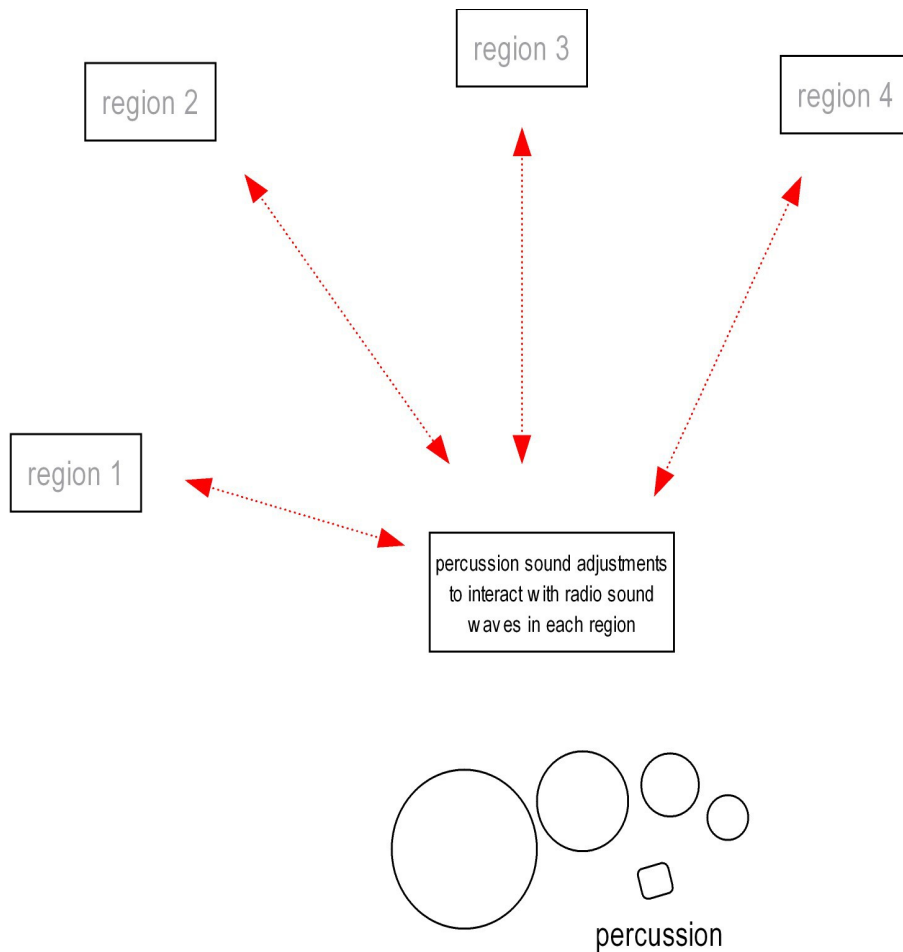 region 3
region 2
region 4
region 1
percussion sound adjustments
to interact with radio sound
waves in each region
percussion